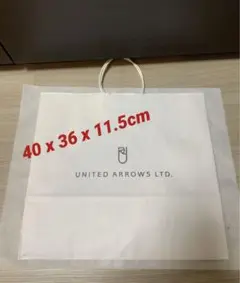 40 x 36 x 11.5cm
UNITED ARROWS LTD.